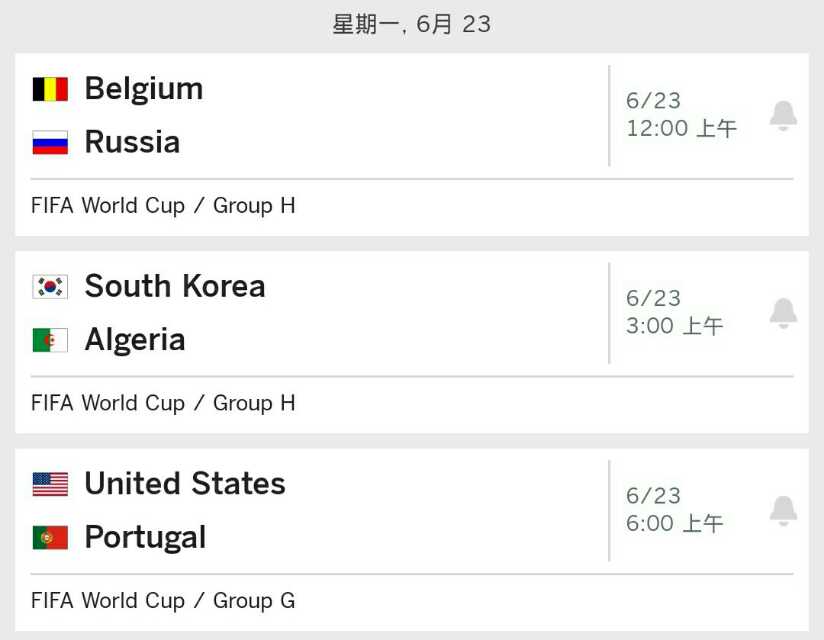 星期一, 6月 23
Belgium
Russia
6/23
12:00 上午
FIFA World Cup / Group H
South Korea
Algeria
6/23
3:00 上午
FIFA World Cup / Group H
United States
Portugal
6/23
6:00 上午
FIFA World Cup / Group G